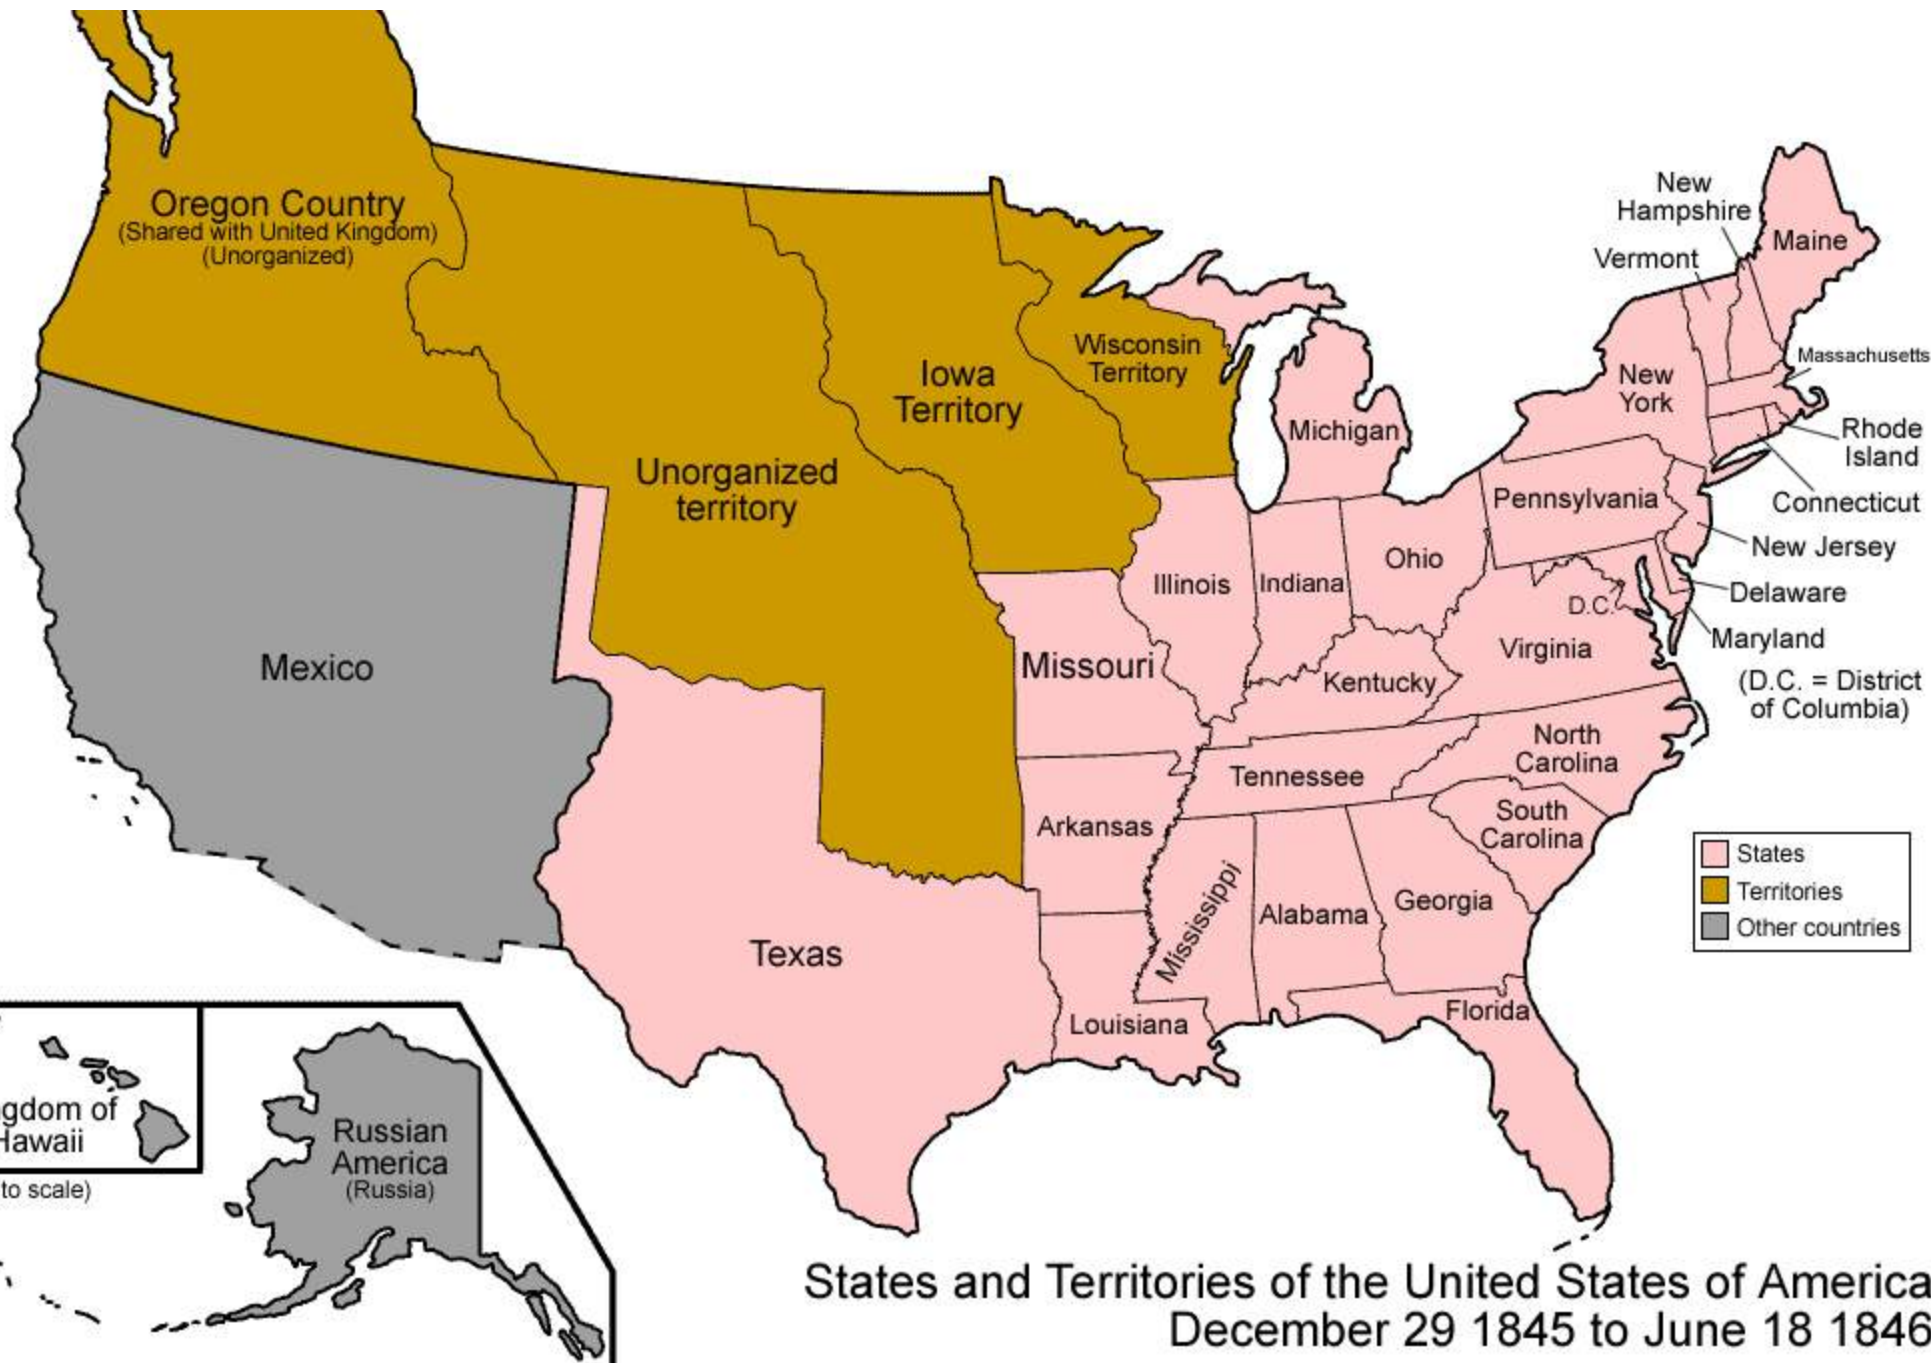 Oregon Country
(Shared with United Kingdom)
(Unorganized)
Unorganized
territory
Iowa
Territory
Wisconsin
Territory
Mexico
Texas
Missouri
Arkansas
Louisiana
Illinois
Indiana
Ohio
Michigan
Kentucky
Tennessee
Mississippi
Alabama
Georgia
Florida
South
Carolina
North
Carolina
Virginia
D.C.
Pennsylvania
New
York
Vermont
New
Hampshire
Maine
Massachusetts
Rhode
Island
Connecticut
New Jersey
Delaware
Maryland
(D.C. = District
of Columbia)
States
Territories
Other countries
gdom of
Hawaii
to scale)
Russian
America
(Russia)
States and Territories of the United States of America
December 29 1845 to June 18 1846